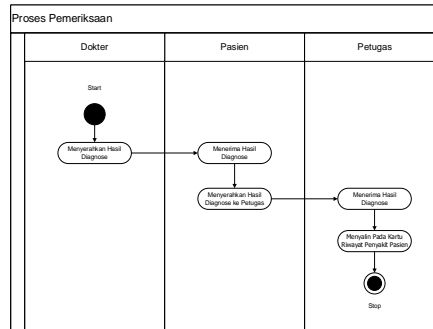 Proses Pemeriksaan
Dokter
Pasien
Petugas
Start
Menyerahkan Hasil
Diagnose
Menerima Hasil
Diagnose
Menyerahkan Hasil
Diagnose ke Petugas
Menerima Hasil
Diagnose
Menyalin Pada Kartu
Riwayat Penyakit Pasien
Stop